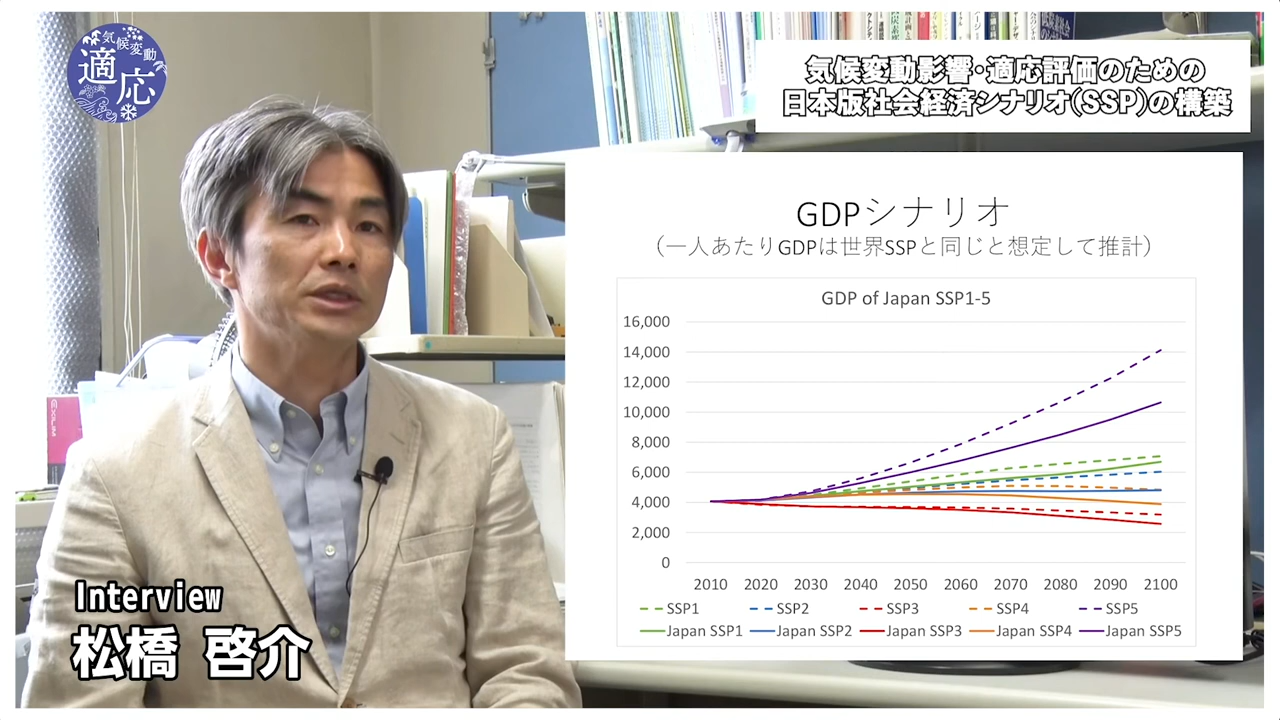 気候変動
適応
気候変動影響・適応評価のための
日本版社会経済シナリオ(SSP)の構築
GDPシナリオ
（一人あたりGDPは世界SSPと同じと想定して推計）
GDP of Japan SSP1-5
16,000
14,000
12,000
10,000
8,000
6,000
4,000
2,000
0
2010 2020 2030 2040 2050 2060 2070 2080 2090 2100
SSP1 SSP2 SSP3 SSP4 SSP5
Japan SSP1 Japan SSP2 Japan SSP3 Japan SSP4 Japan SSP5
EXILIM
Interview
松橋 啓介